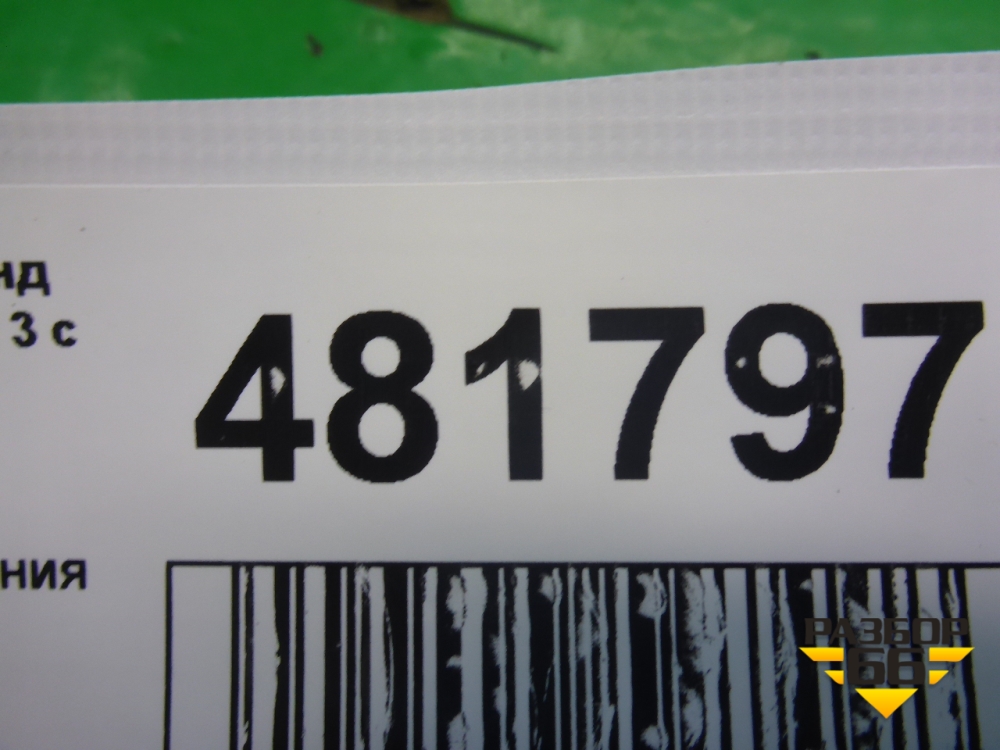 нд
3 с
481797
ния
РАЗБОР
66